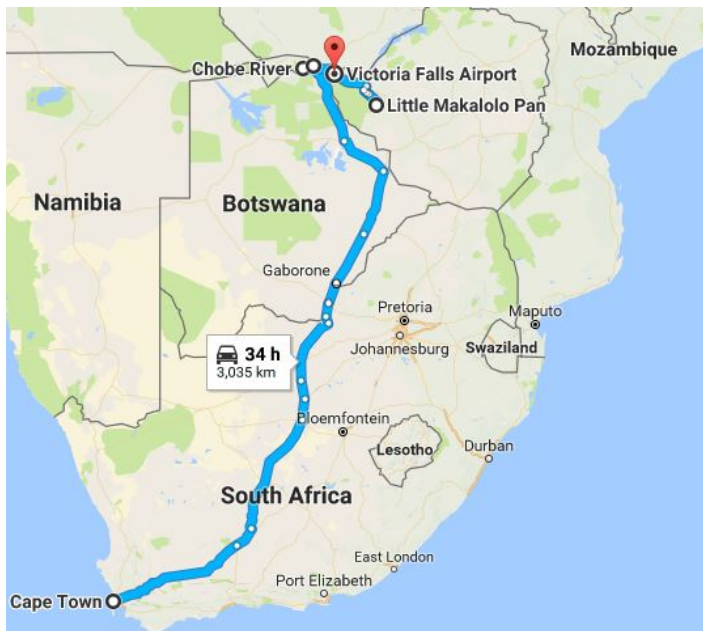 Mozambique
Chobe River
Victoria Falls Airport
Little Makalolo Pan
Namibia
Botswana
Gaborone
Pretoria
Maputo
Johannesburg
Swaziland
34 h
3,035 km
Bloemfontein
Lesotho
Durban
South Africa
East London
Port Elizabeth
Cape Town